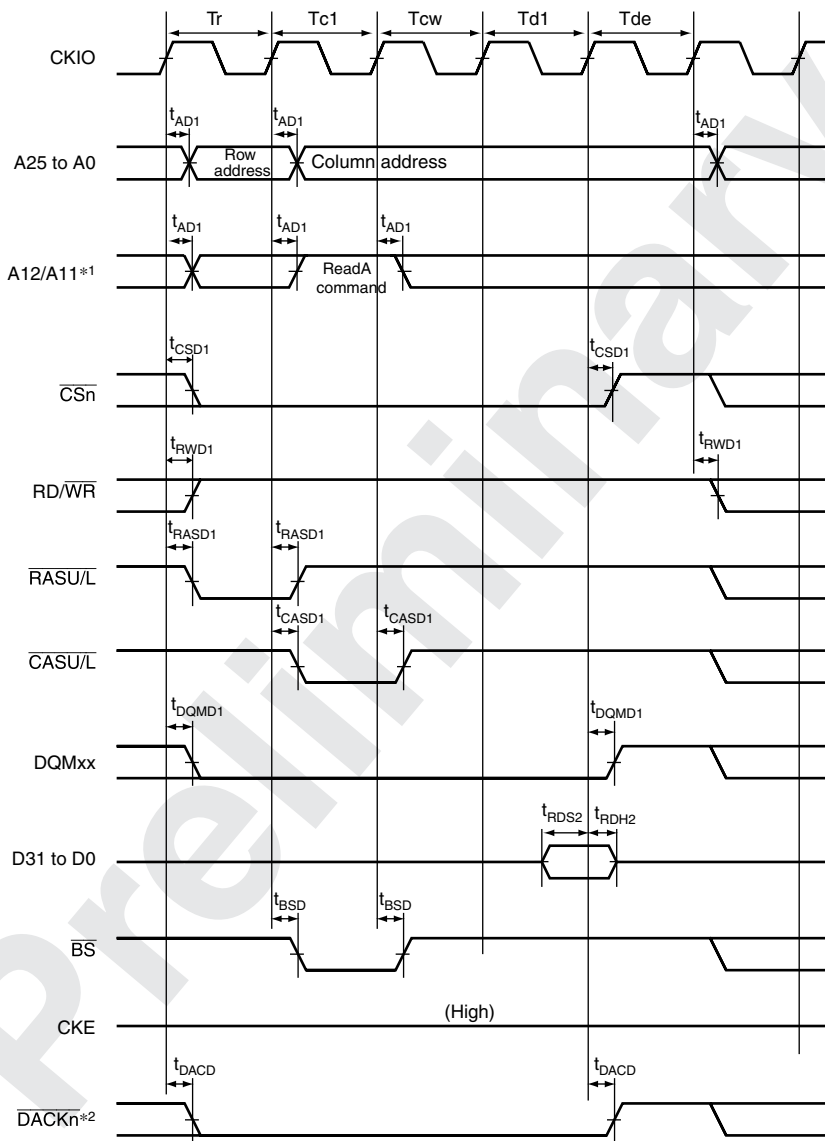 Tr Tc1 Tcw Td1 Tde
CKIO
tAD1 tAD1 tAD1
A25 to A0
Row
address
Column address
tAD1 tAD1 tAD1
A12/A11*1
ReadA
command
tCSD1 tCSD1
CSn
tRWD1 tRWD1
RD/WR
tRASD1 tRASD1
RASU/L
tCASD1 tCASD1
CASU/L
tDQMD1 tDQMD1
DQMxx
tRDS2 tRDH2
D31 to D0
tBSD tBSD
BS
(High)
CKE
tDACD tDACD
DACKn*2
Preliminary